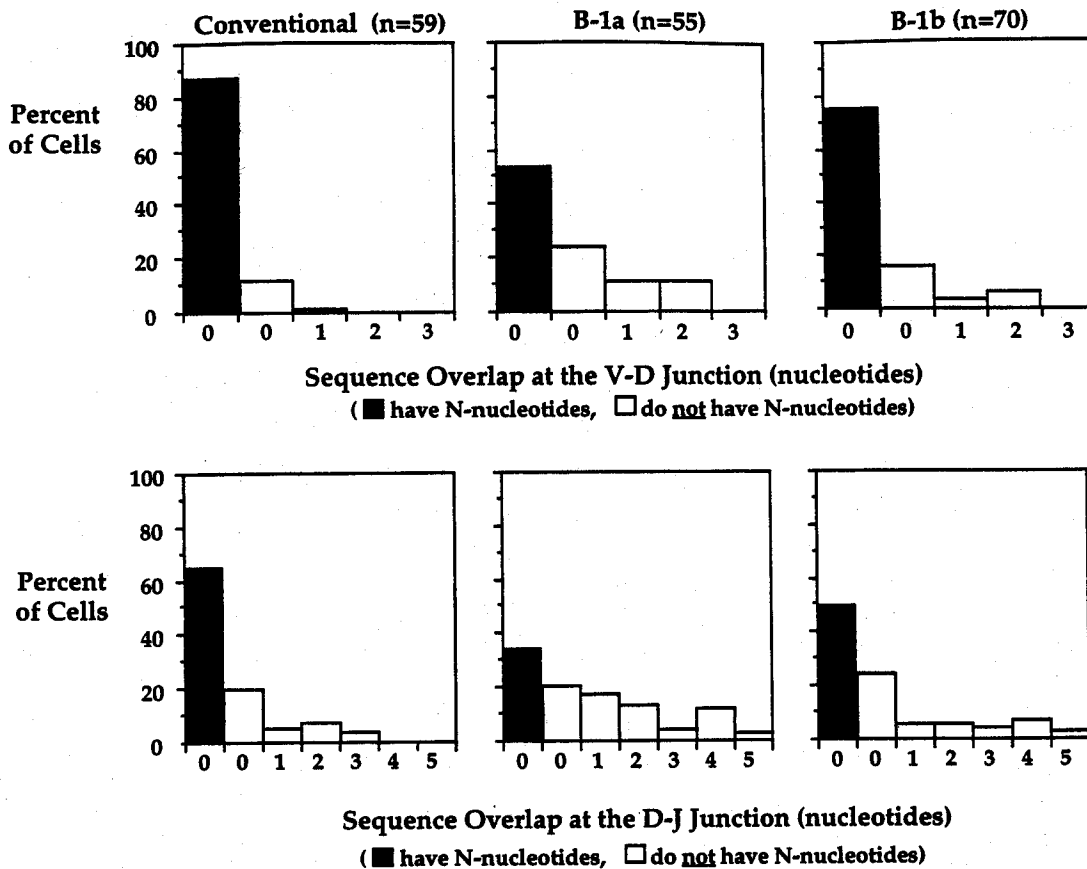 Conventional (n=59) B-1a (n=55) B-1b (n=70)
Percent
of Cells
100
80
60
40
20
0
0 0 1 2 3 0 0 1 2 3 0 0 1 2 3
Sequence Overlap at the V-D Junction (nucleotides)
( ■ have N-nucleotides, □ do not have N-nucleotides)
Percent
of Cells
100
80
60
40
20
0
0 0 1 2 3 4 5 0 0 1 2 3 4 5 0 0 1 2 3 4 5
Sequence Overlap at the D-J Junction (nucleotides)
( ■ have N-nucleotides, □ do not have N-nucleotides)